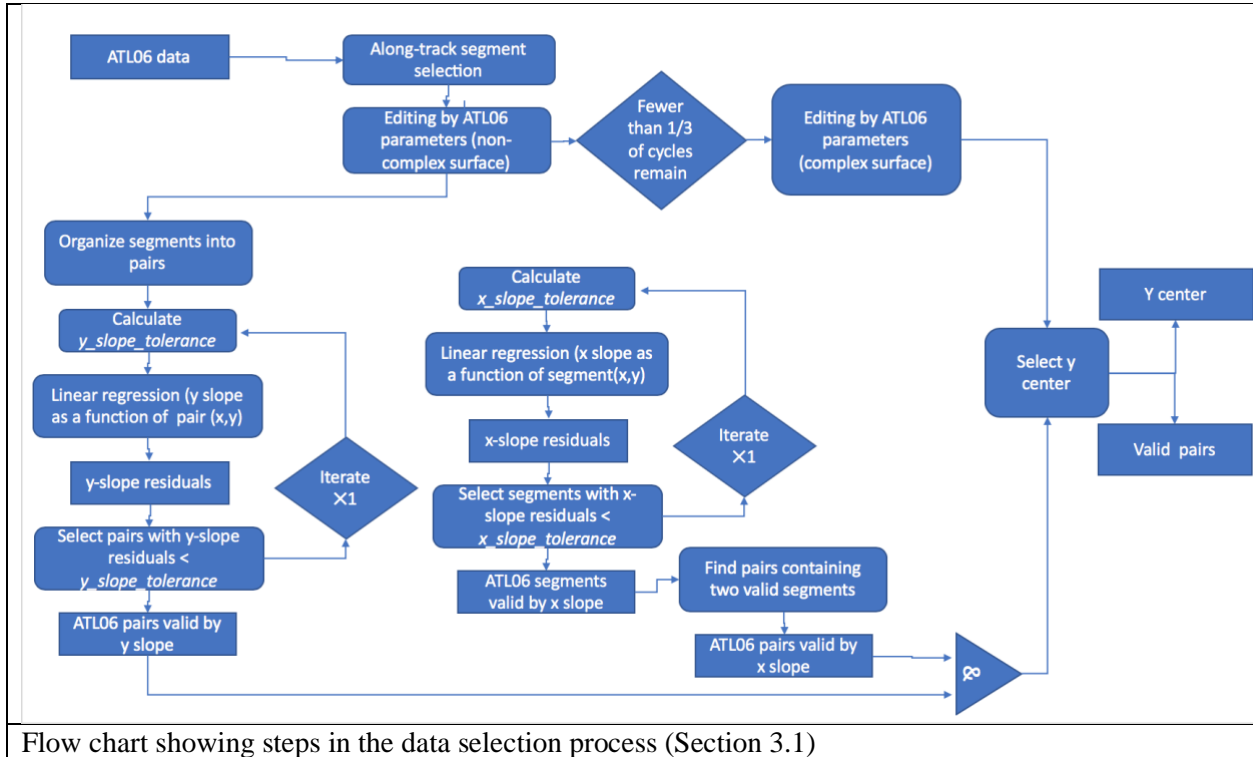 ATL06 data
Along-track segment
selection
Editing by ATL06
parameters (non-
complex surface)
Fewer
than 1/3
of cycles
remain
Editing by ATL06
parameters
(complex surface)
Organize segments into
pairs
Calculate
y_slope_tolerance
Linear regression (y slope
as a function of pair (x,y)
y-slope residuals
Select pairs with y-slope
residuals <
y_slope_tolerance
Iterate
×1
ATL06 pairs valid by
y slope
Calculate
x_slope_tolerance
Linear regression (x slope as
a function of segment(x,y)
x-slope residuals
Select segments with x-
slope residuals <
x_slope_tolerance
Iterate
×1
ATL06 segments
valid by x slope
Find pairs containing
two valid segments
ATL06 pairs valid by
x slope
&
Select y
center
Y center
Valid pairs
Flow chart showing steps in the data selection process (Section 3.1)